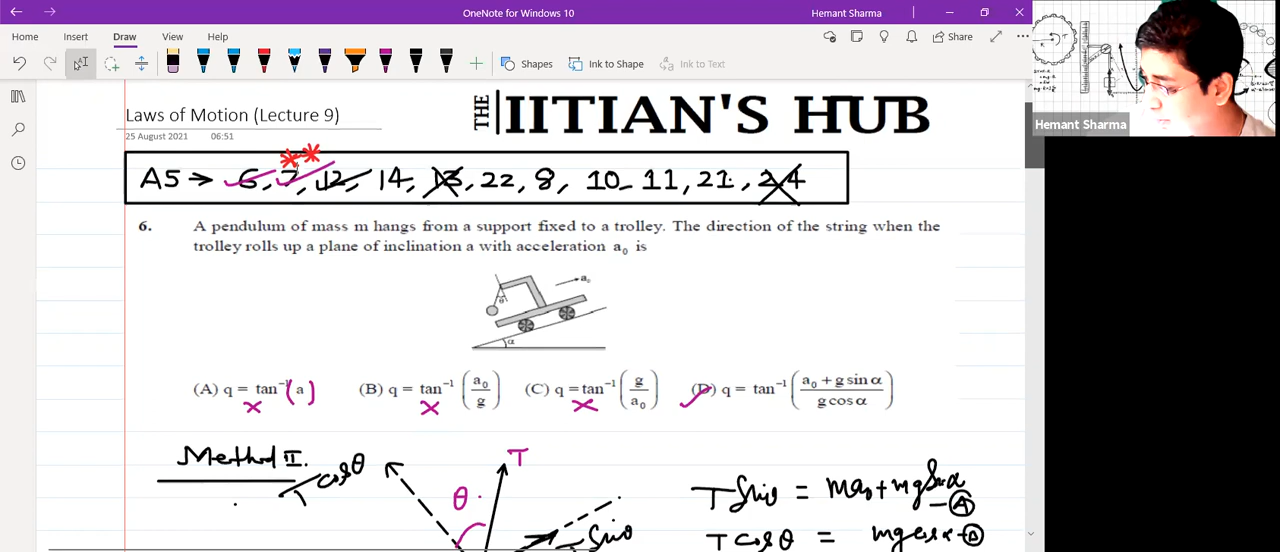 OneNote for Windows 10
Hemant Sharma
Home Insert Draw View Help
Share
Shapes Ink to Shape Ink to Text
Laws of Motion (Lecture 9)
25 August 2021 06:51
THE IITIAN'S HUB
A5 → 6, 7, 12, 14, 13, 22, 8, 10, 11, 21, 24
6. A pendulum of mass m hangs from a support fixed to a trolley. The direction of the string when the
trolley rolls up a plane of inclination a with acceleration a₀ is
a₀
θ
α
(A) q = tan⁻¹(a) (B) q = tan⁻¹ (a₀/g) (C) q = tan⁻¹ (g/a₀) (D) q = tan⁻¹ ((a₀ + g sin α)/(g cos α))
Method II.
T cosθ
T
θ
T sinθ
T sinθ = ma₀ + mg sinα — A
T cosθ = mg cosα — B
Hemant Sharma